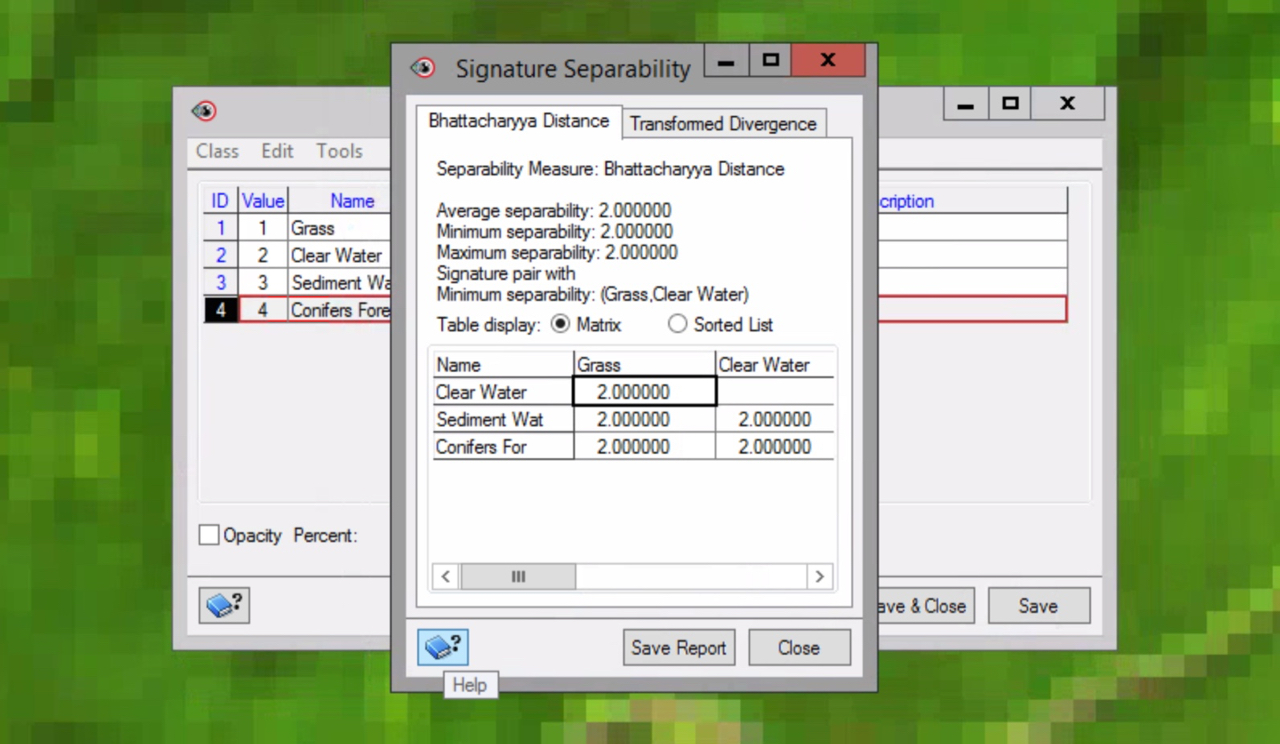 Signature Separability
Bhattacharyya Distance
Transformed Divergence
Separability Measure: Bhattacharyya Distance
Average separability: 2.000000
Minimum separability: 2.000000
Maximum separability: 2.000000
Signature pair with
Minimum separability: (Grass,Clear Water)
Table display: Matrix Sorted List
Name Grass Clear Water
Clear Water 2.000000
Sediment Wat 2.000000 2.000000
Conifers For 2.000000 2.000000
Save Report Close
Help
Class Edit Tools
ID Value Name cription
1 1 Grass
2 2 Clear Water
3 3 Sediment Wa
4 4 Conifers Fore
Opacity Percent:
ave & Close Save